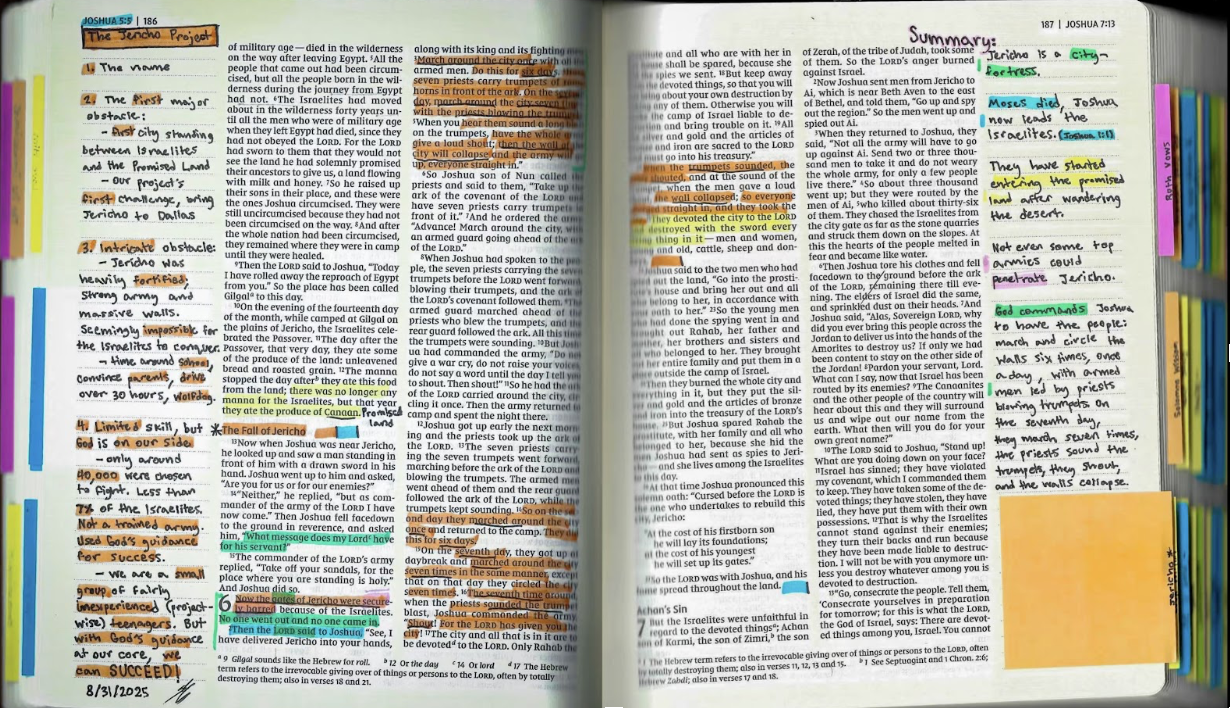 JOSHUA 5:5 | 186
The Jericho Project
1. The name
2. The first major
obstacle:
- First city standing
between Israelites
and the Promised Land
- Our project's
first challenge, bring
Jericho to Dallas
3. Intricate obstacle:
- Jericho was
heavily fortified,
strong army and
massive walls.
Seemingly impossible for
the Israelites to conquer.
- time around school,
convince parents, drive
over 30 hours, Wolfdog.
4. Limited skill, but
God is on our side
- only around
40,000 were chosen
to fight. Less than
7% of the Israelites.
Not a trained army.
Used God's guidance
for success.
- We are a small
group of fairly
inexperienced (project-
wise) teenagers. But
with God's guidance
at our core, we
can SUCCEED!
8/31/2025
of military age — died in the wilderness
on the way after leaving Egypt. ⁵All the
people that came out had been circum-
cised, but all the people born in the wil-
derness during the journey from Egypt
had not. ⁶The Israelites had moved
about in the wilderness forty years un-
til all the men who were of military age
when they left Egypt had died, since they
had not obeyed the LORD. For the LORD
had sworn to them that they would not
see the land he had solemnly promised
their ancestors to give us, a land flowing
with milk and honey. ⁷So he raised up
their sons in their place, and these were
the ones Joshua circumcised. They were
still uncircumcised because they had not
been circumcised on the way. ⁸And after
the whole nation had been circumcised,
they remained where they were in camp
until they were healed.
⁹Then the LORD said to Joshua, "Today
I have rolled away the reproach of Egypt
from you." So the place has been called
Gilgalᵃ to this day.
¹⁰On the evening of the fourteenth day
of the month, while camped at Gilgal on
the plains of Jericho, the Israelites cele-
brated the Passover. ¹¹The day after the
Passover, that very day, they ate some
of the produce of the land: unleavened
bread and roasted grain. ¹²The manna
stopped the day afterᵇ they ate this food
from the land; there was no longer any
manna for the Israelites, but that year
they ate the produce of Canaan. Promised
land
* The Fall of Jericho
¹³Now when Joshua was near Jericho,
he looked up and saw a man standing in
front of him with a drawn sword in his
hand. Joshua went up to him and asked,
"Are you for us or for our enemies?"
¹⁴"Neither," he replied, "but as com-
mander of the army of the LORD I have
now come." Then Joshua fell facedown
to the ground in reverence, and asked
him, "What message does my Lordᶜ have
for his servant?"
¹⁵The commander of the LORD's army
replied, "Take off your sandals, for the
place where you are standing is holy."
And Joshua did so.
6 Now the gates of Jericho were secure-
ly barred because of the Israelites.
No one went out and no one came in.
²Then the LORD said to Joshua, "See, I
have delivered Jericho into your hands,
along with its king and its fighting
³March around the city once with all the
armed men. Do this for six days.
seven priests carry trumpets of
horns in front of the ark. On the
day, march around the city seven
with the priests blowing the trumpets.
⁵When you hear them sound a long
on the trumpets, have the whole
give a loud shout; then the wall of
city will collapse and the army will
up, everyone straight in."
⁶So Joshua son of Nun called the
priests and said to them, "Take up
ark of the covenant of the LORD and
have seven priests carry trumpets in
front of it." ⁷And he ordered the army
"Advance! March around the city, with
an armed guard going ahead of the
of the LORD."
⁸When Joshua had spoken to the peo-
ple, the seven priests carrying the seven
trumpets before the LORD went forward,
blowing their trumpets, and the ark
the LORD's covenant followed them. ⁹The
armed guard marched ahead of the
priests who blew the trumpets, and the
rear guard followed the ark. All this time
the trumpets were sounding. ¹⁰But Josh-
ua had commanded the army, "Do not
give a war cry, do not raise your voices,
do not say a word until the day I tell you
to shout. Then shout!" ¹¹So he had the ark
of the LORD carried around the city, cir-
cling it once. Then the army returned to
camp and spent the night there.
¹²Joshua got up early the next morn-
ing and the priests took up the ark of
the LORD. ¹³The seven priests carry-
ing the seven trumpets went forward,
marching before the ark of the LORD and
blowing the trumpets. The armed men
went ahead of them and the rear guard
followed the ark of the LORD, while the
trumpets kept sounding. ¹⁴So on the sec-
ond day they marched around the city
once and returned to the camp. They did
this for six days.
¹⁵On the seventh day, they got up at
daybreak and marched around the city
seven times in the same manner, except
that on that day they circled the city
seven times. ¹⁶The seventh time around,
when the priests sounded the trumpet
blast, Joshua commanded the army,
"Shout! For the LORD has given you the
city! ¹⁷The city and all that is in it are to
be devotedᵈ to the LORD. Only Rahab the
ᵃ 9 Gilgal sounds like the Hebrew for roll. ᵇ 12 Or the day ᶜ 14 Or lord ᵈ 17 The Hebrew
term refers to the irrevocable giving over of things or persons to the LORD, often by totally
destroying them; also in verses 18 and 21.
187 | JOSHUA 7:13
Summary:
and all who are with her in
house shall be spared, because she
the spies we sent. ¹⁸But keep away
the devoted things, so that you will
bring about your own destruction by
any of them. Otherwise you will
the camp of Israel liable to de-
and bring trouble on it. ¹⁹All
silver and gold and the articles of
and iron are sacred to the LORD
must go into his treasury."
When the trumpets sounded, the
shouted, and at the sound of the
trumpet, when the men gave a loud
the wall collapsed; so everyone
straight in, and they took the
They devoted the city to the LORD
destroyed with the sword every
living thing in it — men and women,
and old, cattle, sheep and don-
Joshua said to the two men who had
spied out the land, "Go into the prosti-
house and bring her out and all
who belong to her, in accordance with
oath to her." ²³So the young men
who had done the spying went in and
brought out Rahab, her father and
her brothers and sisters and
who belonged to her. They brought
her entire family and put them in a
outside the camp of Israel.
Then they burned the whole city and
everything in it, but they put the sil-
and gold and the articles of bronze
iron into the treasury of the LORD's
²⁵But Joshua spared Rahab the
prostitute, with her family and all who
belonged to her, because she hid the
Joshua had sent as spies to Jeri-
and she lives among the Israelites
this day.
At that time Joshua pronounced this
solemn oath: "Cursed before the LORD is
the one who undertakes to rebuild this
city, Jericho:
"At the cost of his firstborn son
he will lay its foundations;
at the cost of his youngest
he will set up its gates."
So the LORD was with Joshua, and his
fame spread throughout the land.
Achan's Sin
7 But the Israelites were unfaithful in
regard to the devoted things; Achan
son of Karmi, the son of Zimri,ᵇ the son
of Zerah, of the tribe of Judah, took some
of them. So the LORD's anger burned
against Israel.
²Now Joshua sent men from Jericho to
Ai, which is near Beth Aven to the east
of Bethel, and told them, "Go up and spy
out the region." So the men went up and
spied out Ai.
³When they returned to Joshua, they
said, "Not all the army will have to go
up against Ai. Send two or three thou-
sand men to take it and do not weary
the whole army, for only a few people
live there." ⁴So about three thousand
went up; but they were routed by the
men of Ai, ⁵who killed about thirty-six
of them. They chased the Israelites from
the city gate as far as the stone quarries
and struck them down on the slopes. At
this the hearts of the people melted in
fear and became like water.
⁶Then Joshua tore his clothes and fell
facedown to the ground before the ark
of the LORD, remaining there till eve-
ning. The elders of Israel did the same,
and sprinkled dust on their heads. ⁷And
Joshua said, "Alas, Sovereign LORD, why
did you ever bring this people across the
Jordan to deliver us into the hands of the
Amorites to destroy us? If only we had
been content to stay on the other side of
the Jordan! ⁸Pardon your servant, Lord.
What can I say, now that Israel has been
routed by its enemies? ⁹The Canaanites
and the other people of the country will
hear about this and they will surround
us and wipe out our name from the
earth. What then will you do for your
own great name?"
¹⁰The LORD said to Joshua, "Stand up!
What are you doing down on your face?
¹¹Israel has sinned; they have violated
my covenant, which I commanded them
to keep. They have taken some of the de-
voted things; they have stolen, they have
lied, they have put them with their own
possessions. ¹²That is why the Israelites
cannot stand against their enemies;
they turn their backs and run because
they have been made liable to destruc-
tion. I will not be with you anymore un-
less you destroy whatever among you is
devoted to destruction.
¹³"Go, consecrate the people. Tell them,
'Consecrate yourselves in preparation
for tomorrow; for this is what the LORD,
the God of Israel, says: There are devot-
ed things among you, Israel. You cannot
1 The Hebrew term refers to the irrevocable giving over of things or persons to the LORD, often
by totally destroying them; also in verses 11, 12, 13 and 15. ᵇ 1 See Septuagint and 1 Chron. 2:6;
Hebrew Zabdi; also in verses 17 and 18.
Jericho is a city-
fortress.
Moses died, Joshua
now leads the
Israelites. (Joshua 1:1)
They have started
entering the promised
land after wandering
the desert.
Not even some top
armies could
penetrate Jericho.
God commands Joshua
to have the people:
march and circle the
walls six times, once
a day, with armed
men led by priests
blowing trumpets on
the seventh day,
they march seven times,
the priests sound the
trumpets, they shout,
and the walls collapse.
Ruth Vows
Jericho *